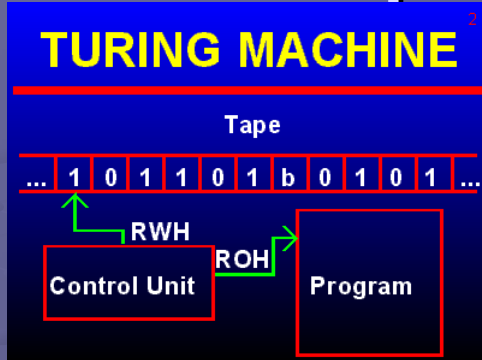 2
TURING MACHINE
Tape
... 1 0 1 1 0 1 b 0 1 0 1 ...
RWH
ROH
Control Unit
Program